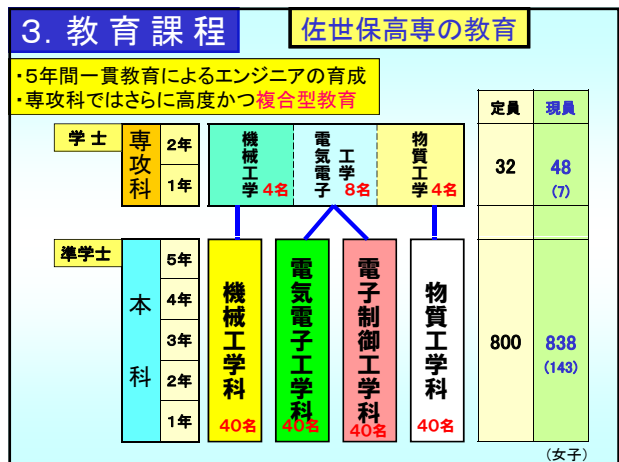 3. 教育課程
佐世保高専の教育
・5年間一貫教育によるエンジニアの育成
・専攻科ではさらに高度かつ複合型教育
定員
現員
学士
専攻科
2年
1年
機械工学
4名
電気電子
工学
8名
物質工学
4名
32
48
(7)
準学士
本科
5年
4年
3年
2年
1年
機械工学科
40名
電気電子工学科
40名
電子制御工学科
40名
物質工学科
40名
800
838
(143)
(女子)